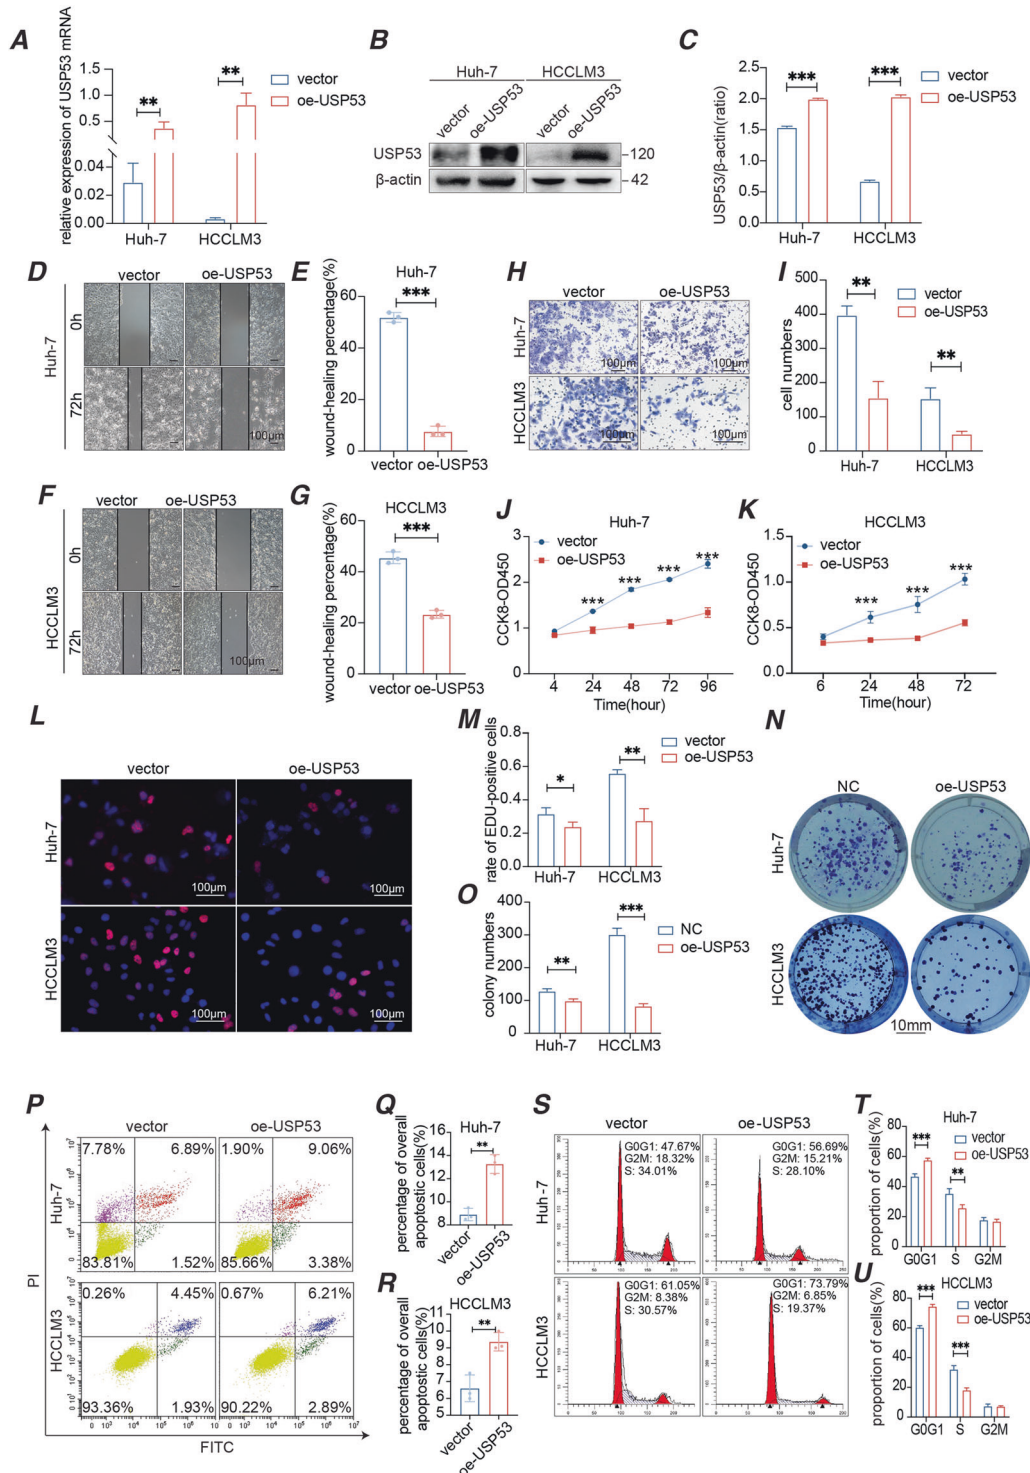 A
relative expression of USP53 mRNA
1.5
1.0
0.5
0.04
0.02
0.00
**
**
vector
oe-USP53
Huh-7
HCCLM3
B
Huh-7
HCCLM3
vector
oe-USP53
vector
oe-USP53
USP53
-120
β-actin
-42
C
USP53/β-actin(ratio)
2.5
2.0
1.5
1.0
0.5
0.0
***
***
vector
oe-USP53
Huh-7
HCCLM3
D
vector
oe-USP53
Huh-7
0h
72h
100μm
E
Huh-7
wound-healing percentage(%)
60
40
20
0
***
vector oe-USP53
H
vector
oe-USP53
Huh-7
HCCLM3
100μm
100μm
100μm
100μm
I
cell numbers
500
400
300
200
100
0
**
**
vector
oe-USP53
Huh-7
HCCLM3
F
vector
oe-USP53
HCCLM3
0h
72h
100μm
G
HCCLM3
wound-healing percentage(%)
60
40
20
0
***
vector oe-USP53
J
Huh-7
CCK8-OD450
3
2
1
0
vector
oe-USP53
***
***
***
***
4
24
48
72
96
Time(hour)
K
HCCLM3
CCK8-OD450
1.5
1.0
0.5
0.0
vector
oe-USP53
***
***
***
6
24
48
72
Time(hour)
L
vector
oe-USP53
Huh-7
HCCLM3
100μm
100μm
100μm
100μm
M
rate of EDU-positive cells
0.8
0.6
0.4
0.2
0.0
*
**
vector
oe-USP53
Huh-7
HCCLM3
N
NC
oe-USP53
Huh-7
HCCLM3
10mm
O
colony numbers
400
300
200
100
0
**
***
NC
oe-USP53
Huh-7
HCCLM3
P
vector
oe-USP53
Huh-7
7.78%
6.89%
1.90%
9.06%
83.81%
1.52%
85.66%
3.38%
HCCLM3
0.26%
4.45%
0.67%
6.21%
93.36%
1.93%
90.22%
2.89%
PI
FITC
Q
Huh-7
percentage of overall
apoptostic cells(%)
16
14
12
10
8
**
vector
oe-USP53
R
HCCLM3
percentage of overall
apoptostic cells(%)
11
10
9
8
7
6
5
4
**
vector
oe-USP53
S
vector
oe-USP53
Huh-7
G0G1: 47.67%
G2M: 18.32%
S: 34.01%
G0G1: 56.69%
G2M: 15.21%
S: 28.10%
HCCLM3
G0G1: 61.05%
G2M: 8.38%
S: 30.57%
G0G1: 73.79%
G2M: 6.85%
S: 19.37%
T
Huh-7
proportion of cells(%)
80
60
40
20
0
***
**
vector
oe-USP53
G0G1
S
G2M
U
HCCLM3
proportion of cells(%)
100
80
60
40
20
0
***
***
vector
oe-USP53
G0G1
S
G2M